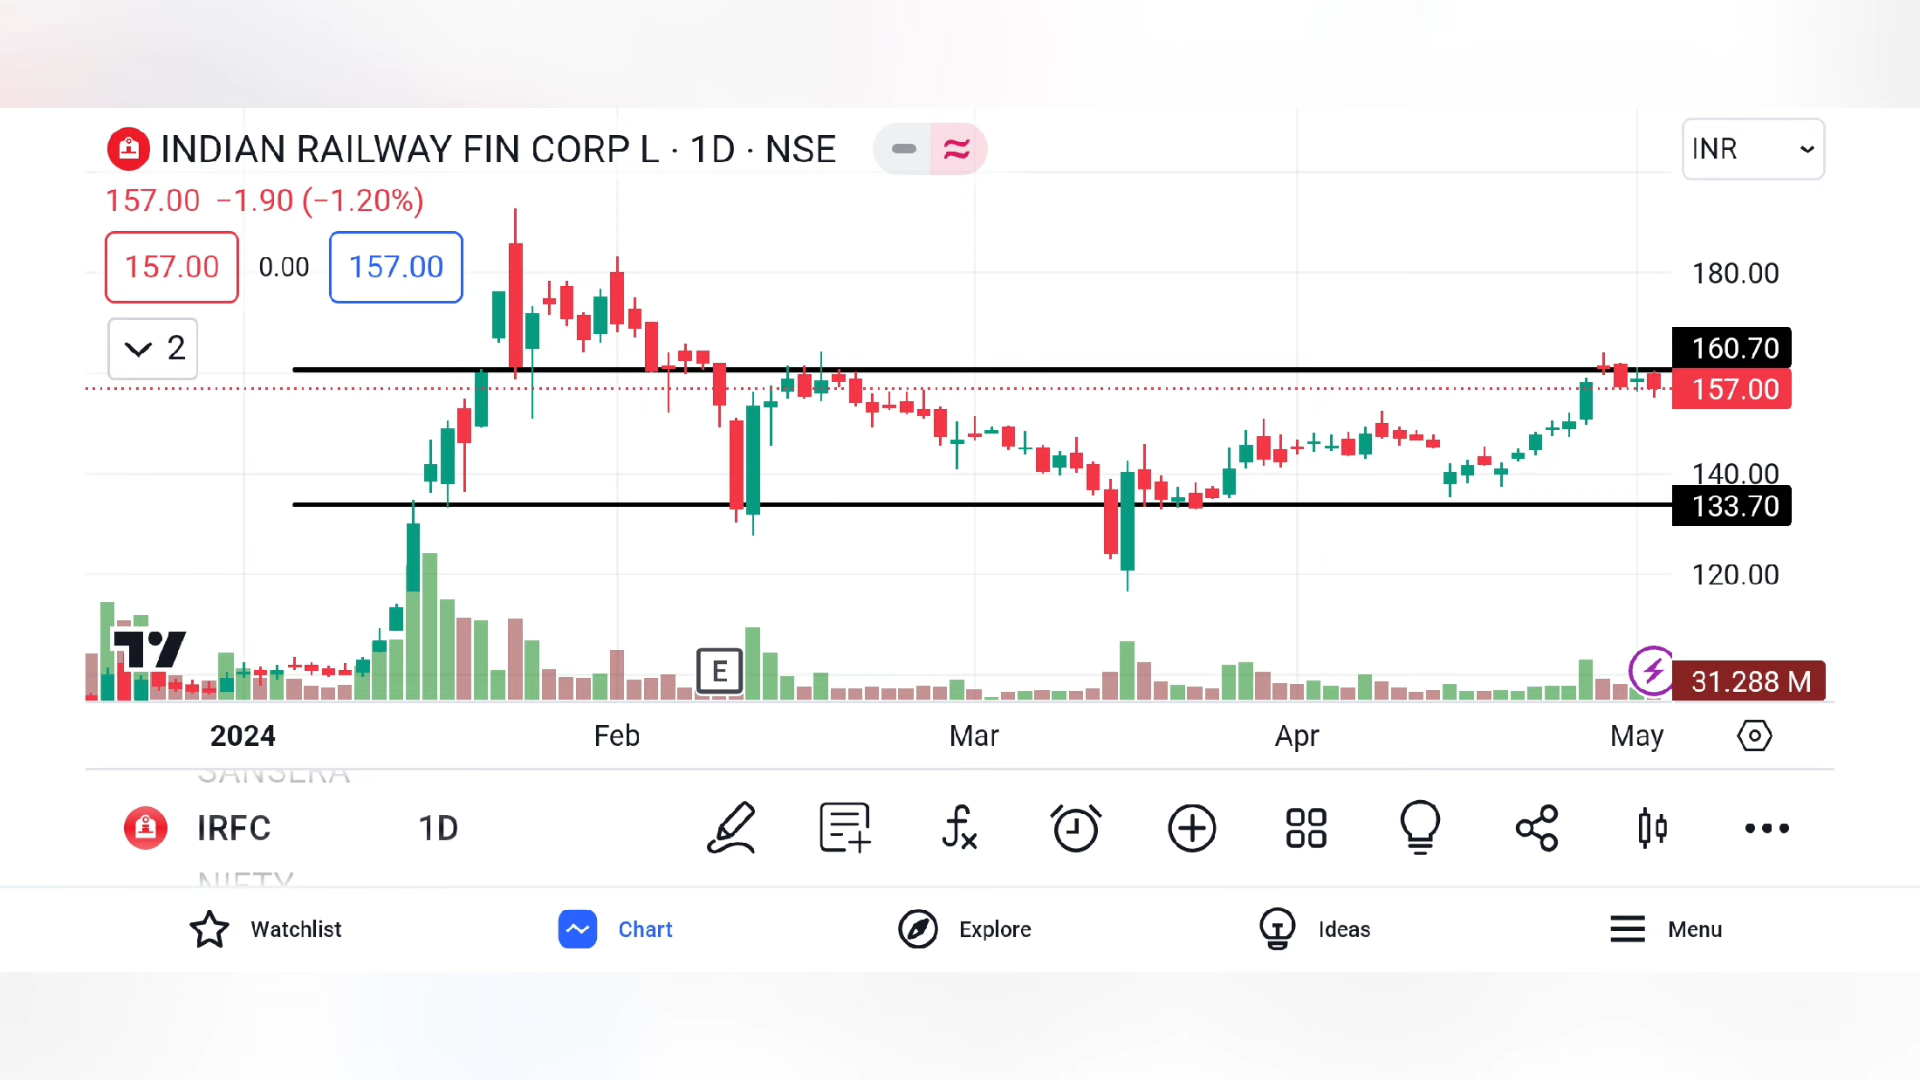 INDIAN RAILWAY FIN CORP L · 1D · NSE
INR
157.00 −1.90 (−1.20%)
157.00 0.00 157.00
2
180.00
160.70
157.00
140.00
133.70
120.00
E
31.288 M
2024 Feb Mar Apr May
SANSERA
IRFC 1D
NIFTY
Watchlist Chart Explore Ideas Menu